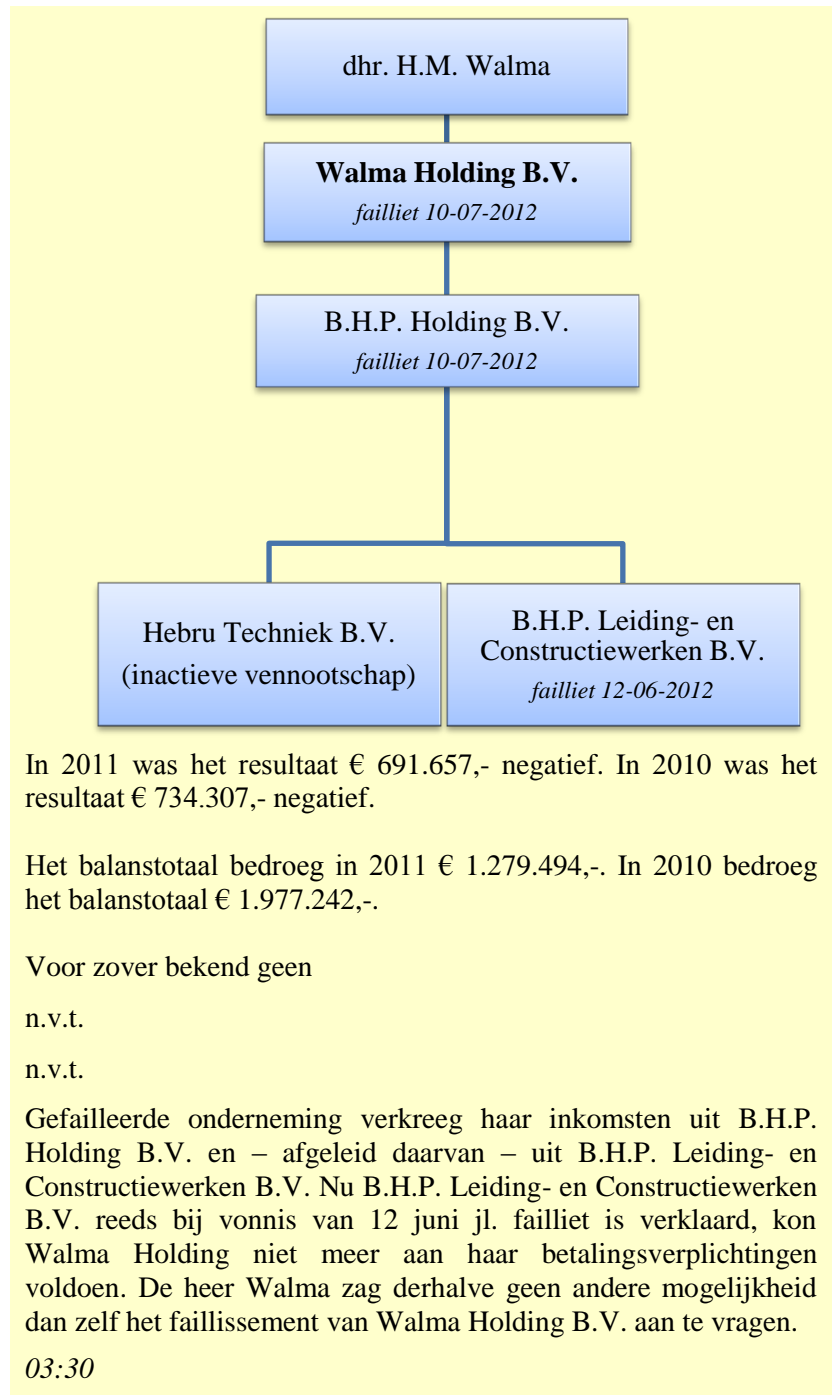 dhr. H.M. Walma
Walma Holding B.V.
failliet 10-07-2012
B.H.P. Holding B.V.
failliet 10-07-2012
Hebru Techniek B.V.
(inactieve vennootschap)
B.H.P. Leiding- en
Constructiewerken B.V.
failliet 12-06-2012
In 2011 was het resultaat € 691.657,- negatief. In 2010 was het
resultaat € 734.307,- negatief.
Het balanstotaal bedroeg in 2011 € 1.279.494,-. In 2010 bedroeg
het balanstotaal € 1.977.242,-.
Voor zover bekend geen
n.v.t.
n.v.t.
Gefailleerde onderneming verkreeg haar inkomsten uit B.H.P.
Holding B.V. en – afgeleid daarvan – uit B.H.P. Leiding- en
Constructiewerken B.V. Nu B.H.P. Leiding- en Constructiewerken
B.V. reeds bij vonnis van 12 juni jl. failliet is verklaard, kon
Walma Holding niet meer aan haar betalingsverplichtingen
voldoen. De heer Walma zag derhalve geen andere mogelijkheid
dan zelf het faillissement van Walma Holding B.V. aan te vragen.
03:30